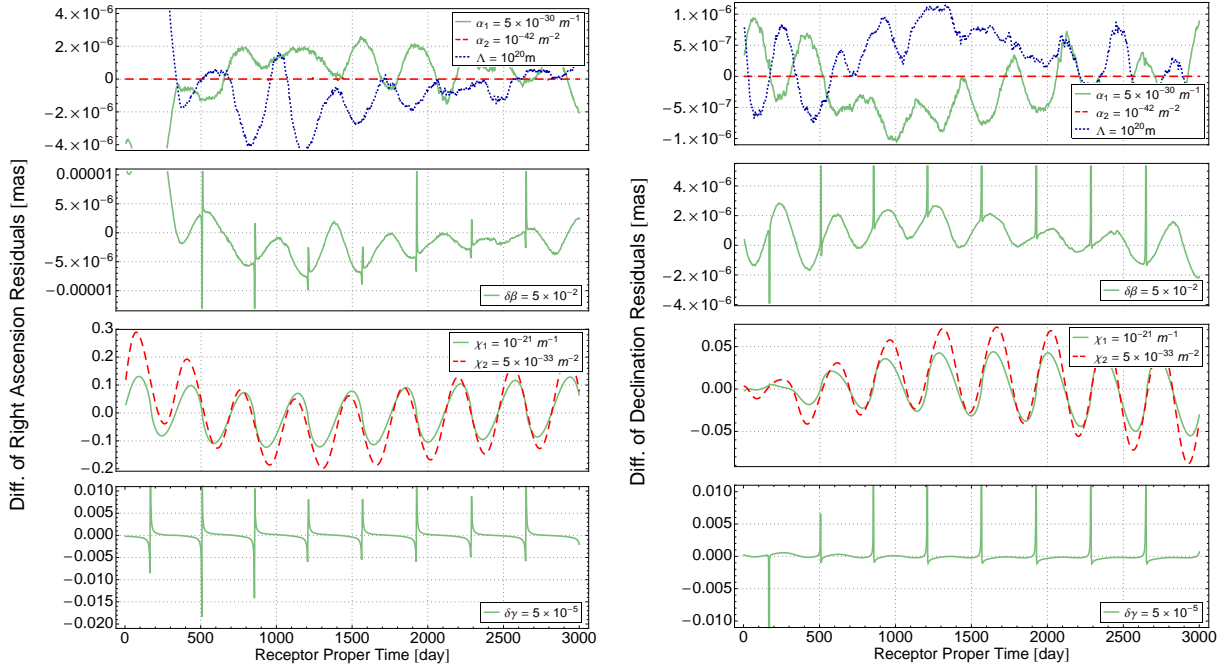 Diff. of Right Ascension Residuals [mas]
4.×10⁻⁶
2.×10⁻⁶
0
−2.×10⁻⁶
−4.×10⁻⁶
α₁ = 5 × 10⁻³⁰ m⁻¹
α₂ = 10⁻⁴² m⁻²
Λ = 10²⁰m
0.00001
5.×10⁻⁶
0
−5.×10⁻⁶
−0.00001
δβ = 5 × 10⁻²
0.3
0.2
0.1
0.0
−0.1
−0.2
χ₁ = 10⁻²¹ m⁻¹
χ₂ = 5 × 10⁻³³ m⁻²
0.010
0.005
0.000
−0.005
−0.010
−0.015
−0.020
δγ = 5 × 10⁻⁵
0 500 1000 1500 2000 2500 3000
Receptor Proper Time [day]
Diff. of Declination Residuals [mas]
1.×10⁻⁶
5.×10⁻⁷
0
−5.×10⁻⁷
−1.×10⁻⁶
α₁ = 5 × 10⁻³⁰ m⁻¹
α₂ = 10⁻⁴² m⁻²
Λ = 10²⁰m
4.×10⁻⁶
2.×10⁻⁶
0
−2.×10⁻⁶
−4.×10⁻⁶
δβ = 5 × 10⁻²
0.05
0.00
−0.05
χ₁ = 10⁻²¹ m⁻¹
χ₂ = 5 × 10⁻³³ m⁻²
0.010
0.005
0.000
−0.005
−0.010
δγ = 5 × 10⁻⁵
0 500 1000 1500 2000 2500 3000
Receptor Proper Time [day]